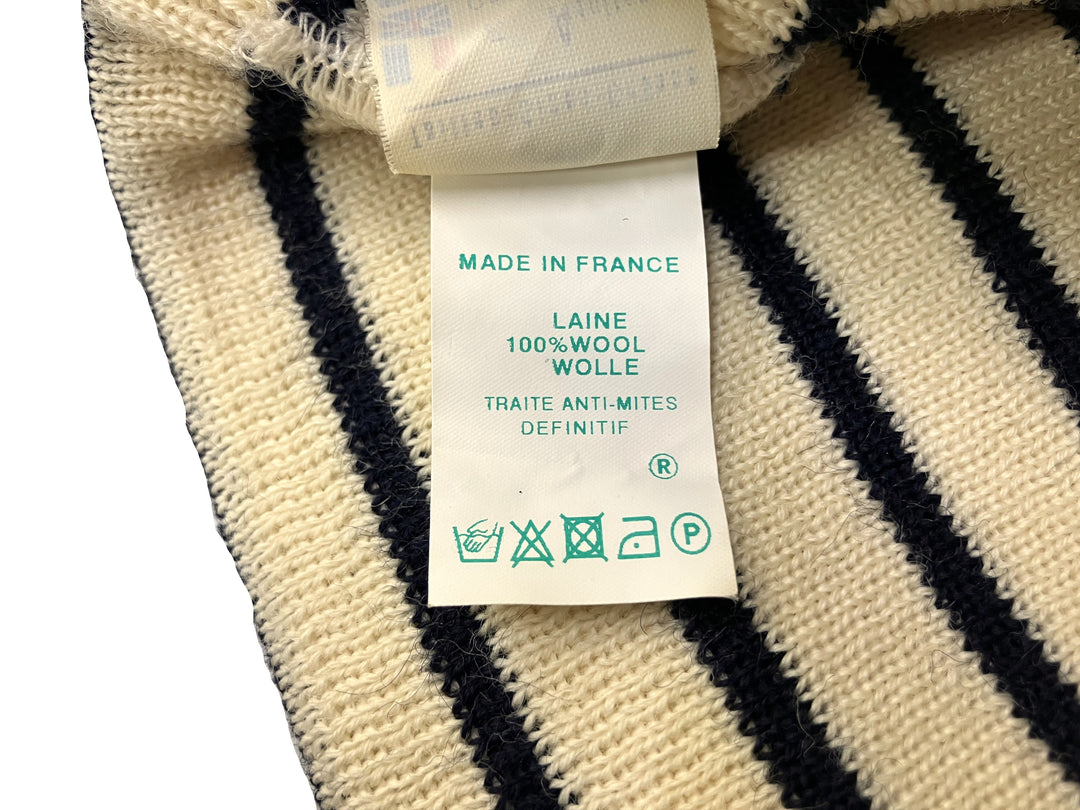 MADE IN FRANCE
LAINE
100%WOOL
WOLLE
TRAITE ANTI-MITES
DEFINITIF
®
P